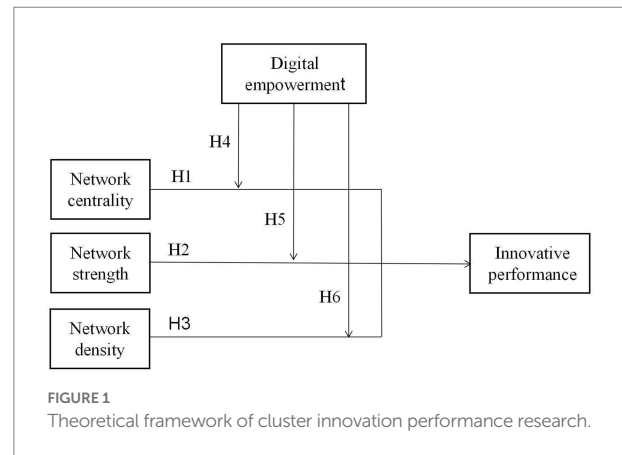 Digital
empowerment
H4
Network
centrality
H1
H5
Network
strength
H2
Innovative
performance
H6
Network
density
H3
FIGURE 1
Theoretical framework of cluster innovation performance research.